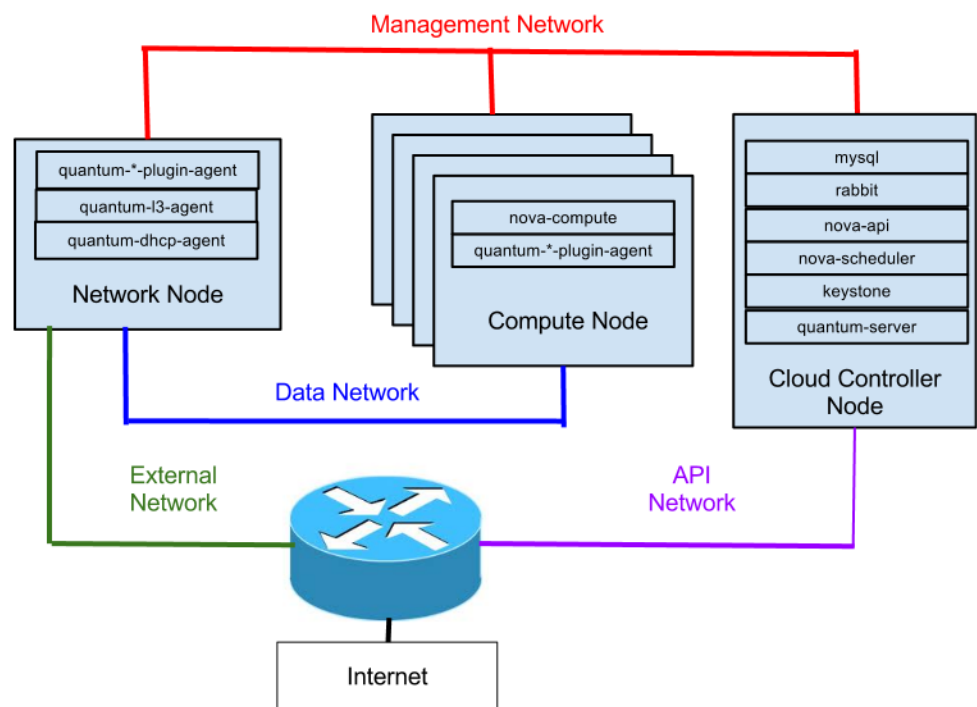 Management Network
quantum-*-plugin-agent
quantum-l3-agent
quantum-dhcp-agent
Network Node
nova-compute
quantum-*-plugin-agent
Compute Node
mysql
rabbit
nova-api
nova-scheduler
keystone
quantum-server
Cloud Controller
Node
Data Network
External
Network
API
Network
Internet